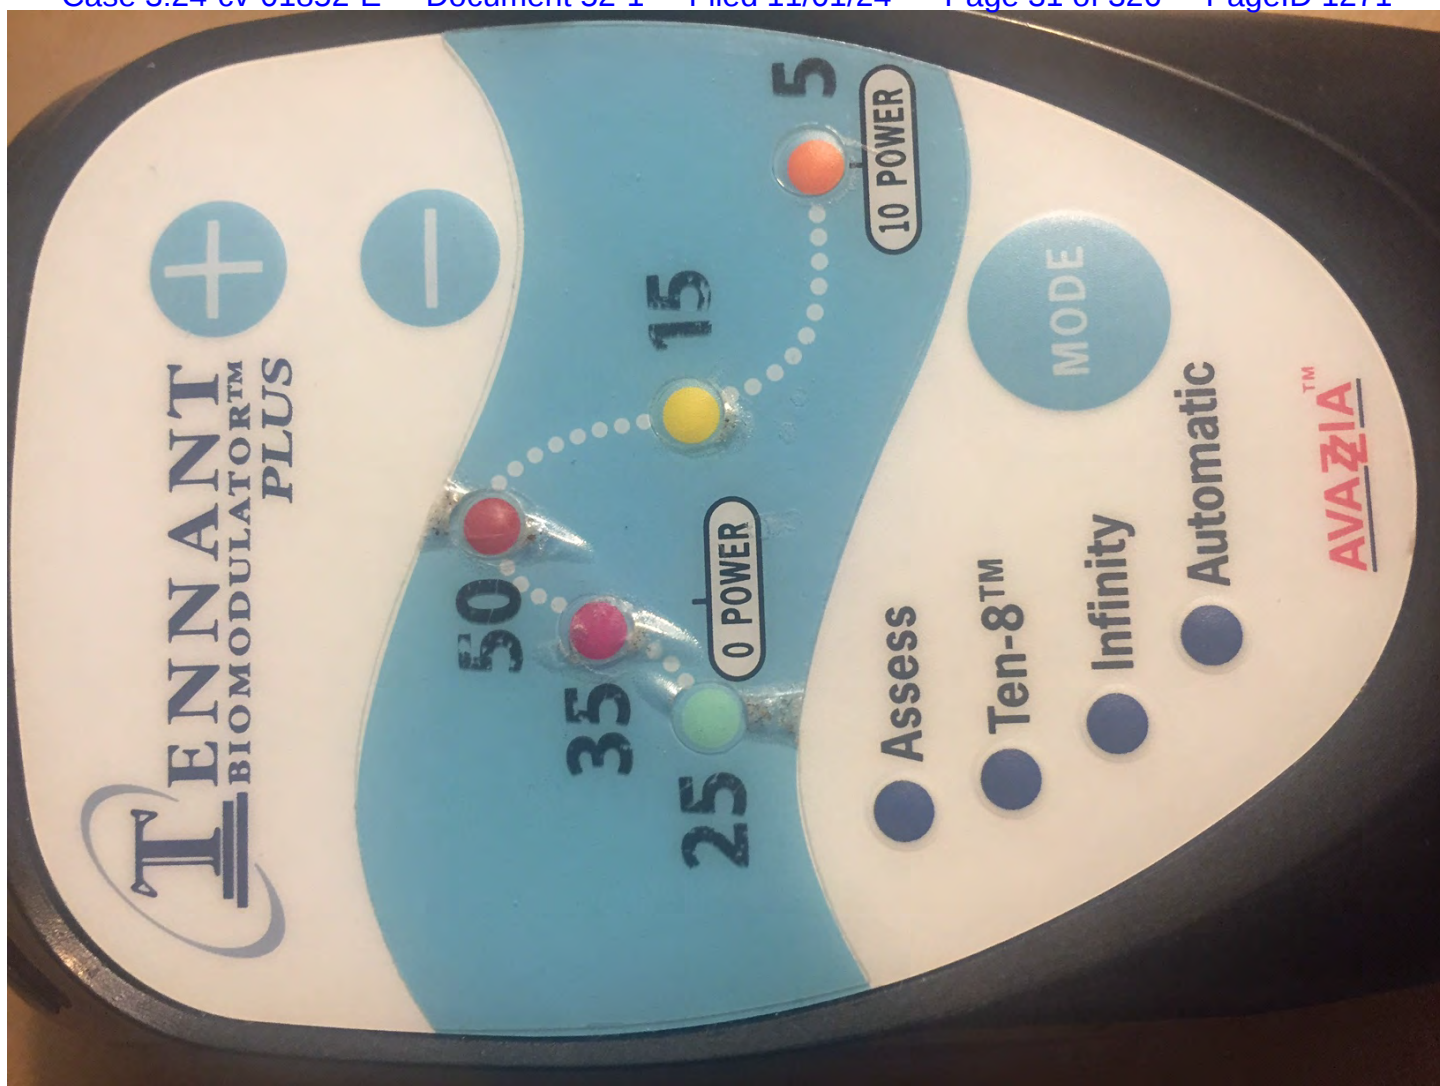 Case 3:24-cv-01852-E Document 52-1 Filed 11/01/24 Page 31 of 326 PageID 1271
TENNANT
BIOMODULATOR™
PLUS
+
−
50
35
25
15
5
0 POWER
10 POWER
MODE
Assess
Ten-8™
Infinity
Automatic
AVAZZIA™